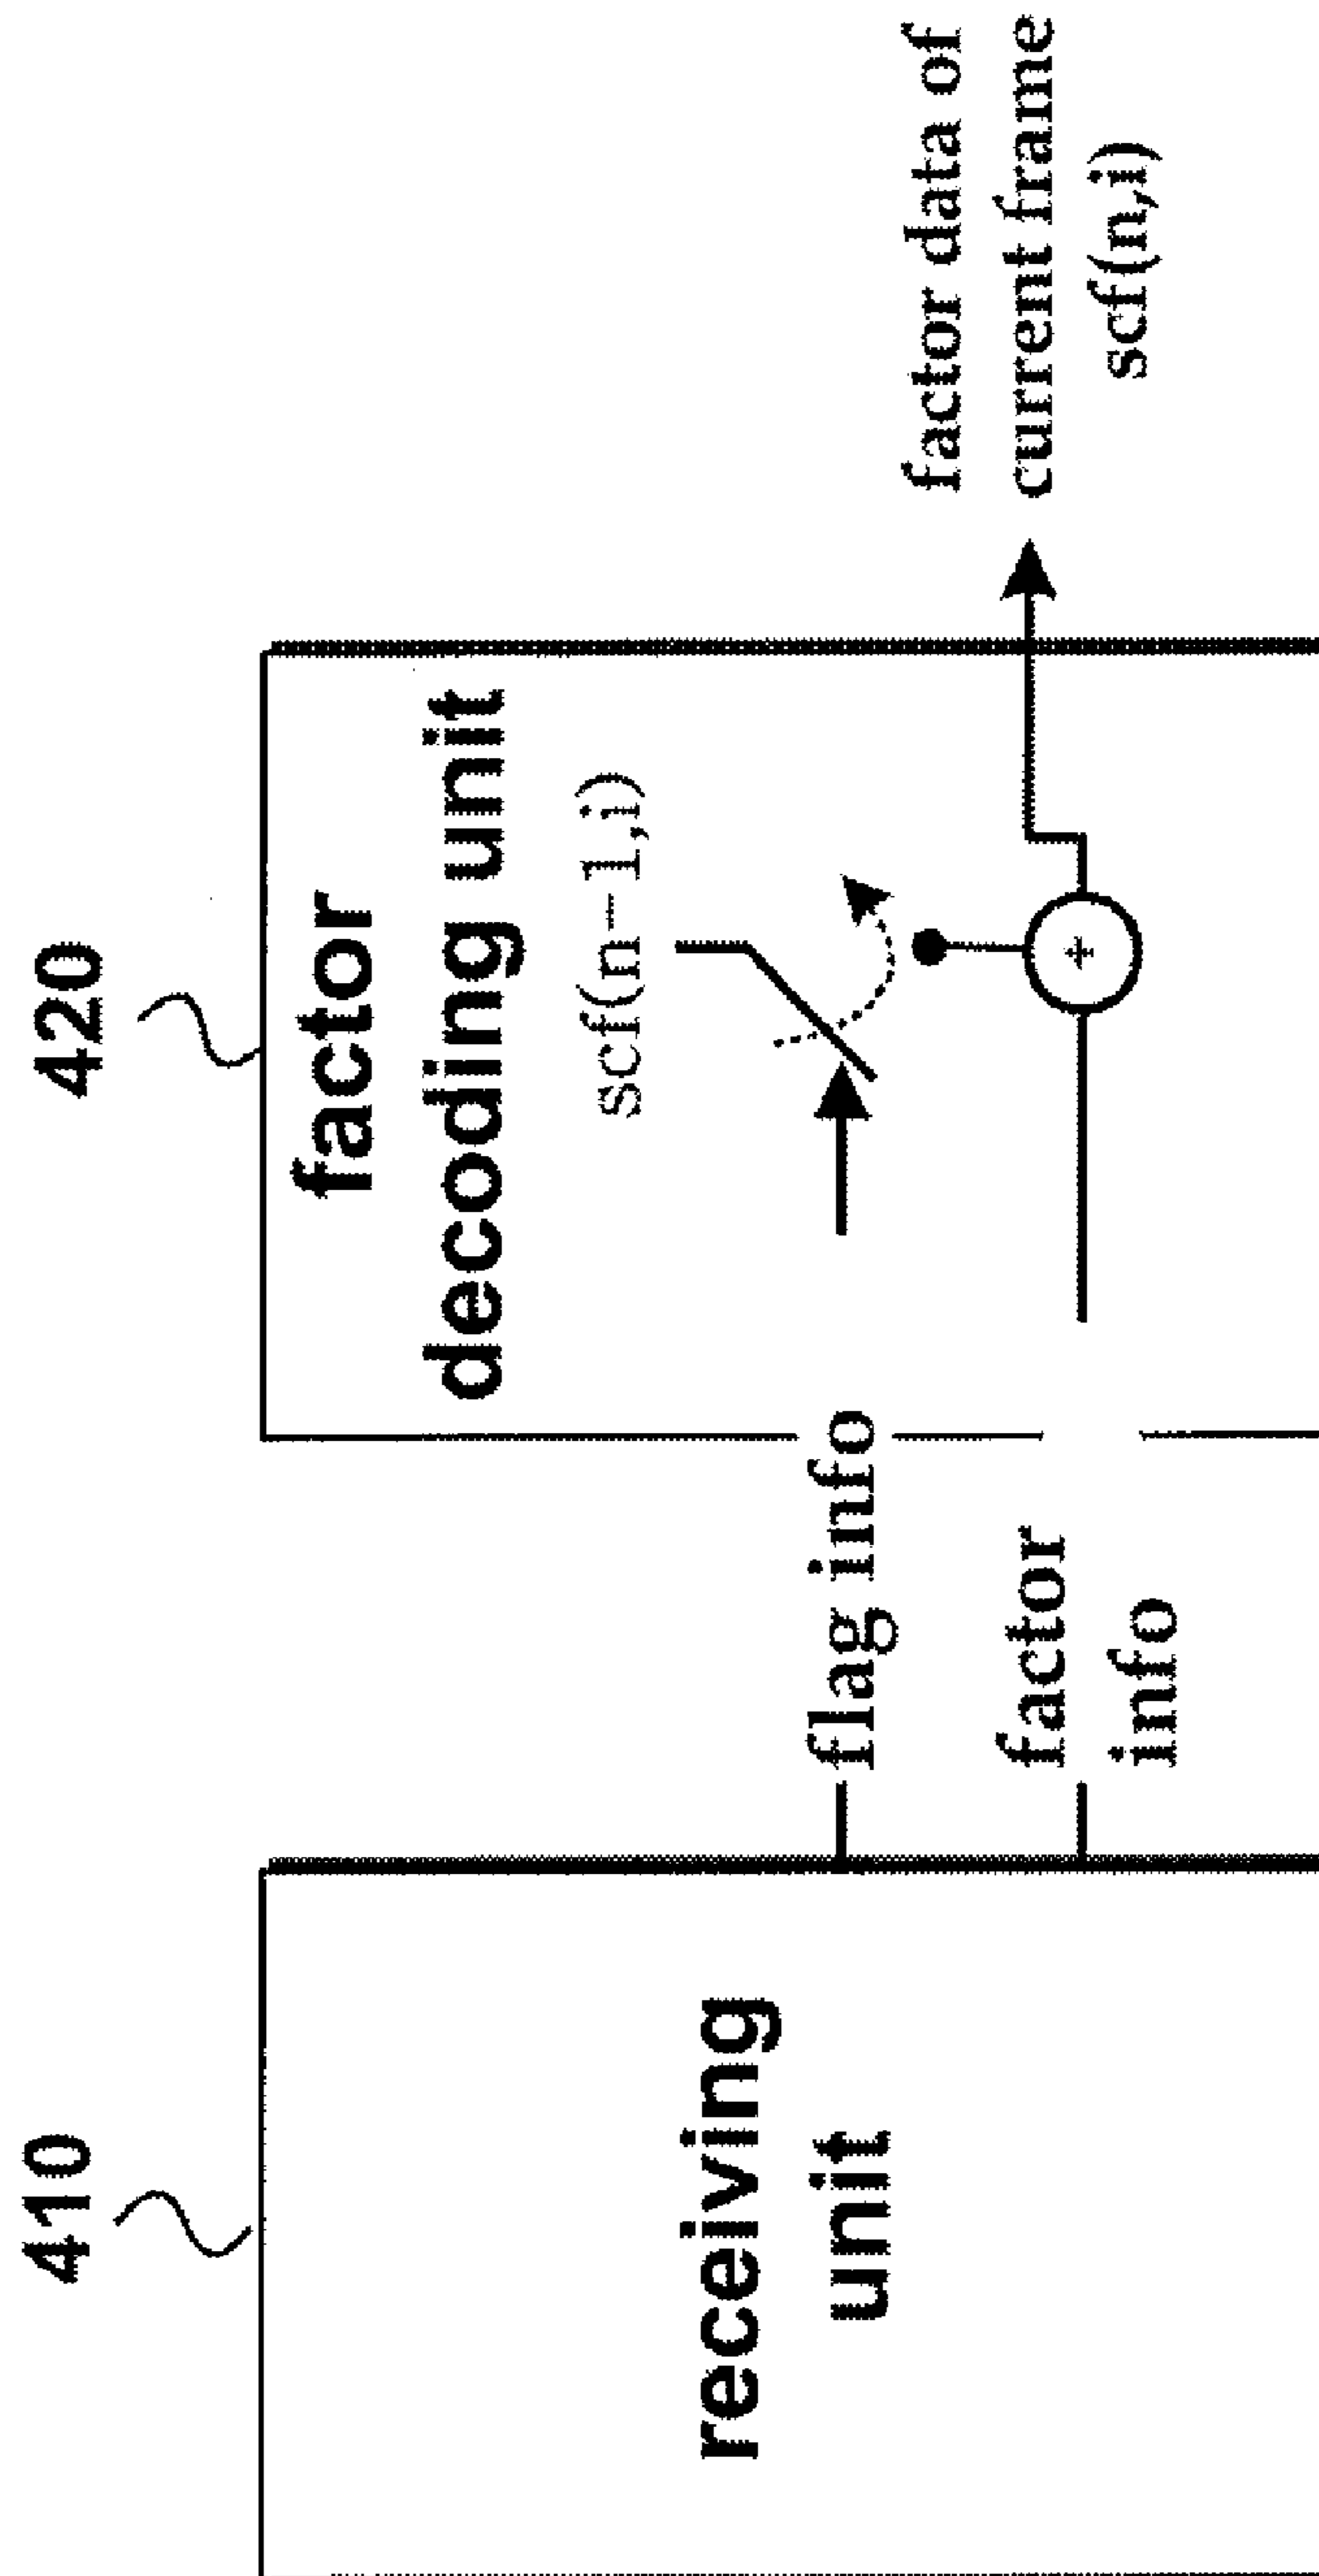 410
receiving
unit
flag info
factor
info
420
factor
decoding unit
scf(n-1,i)
+
factor data of
current frame
scf(n,i)